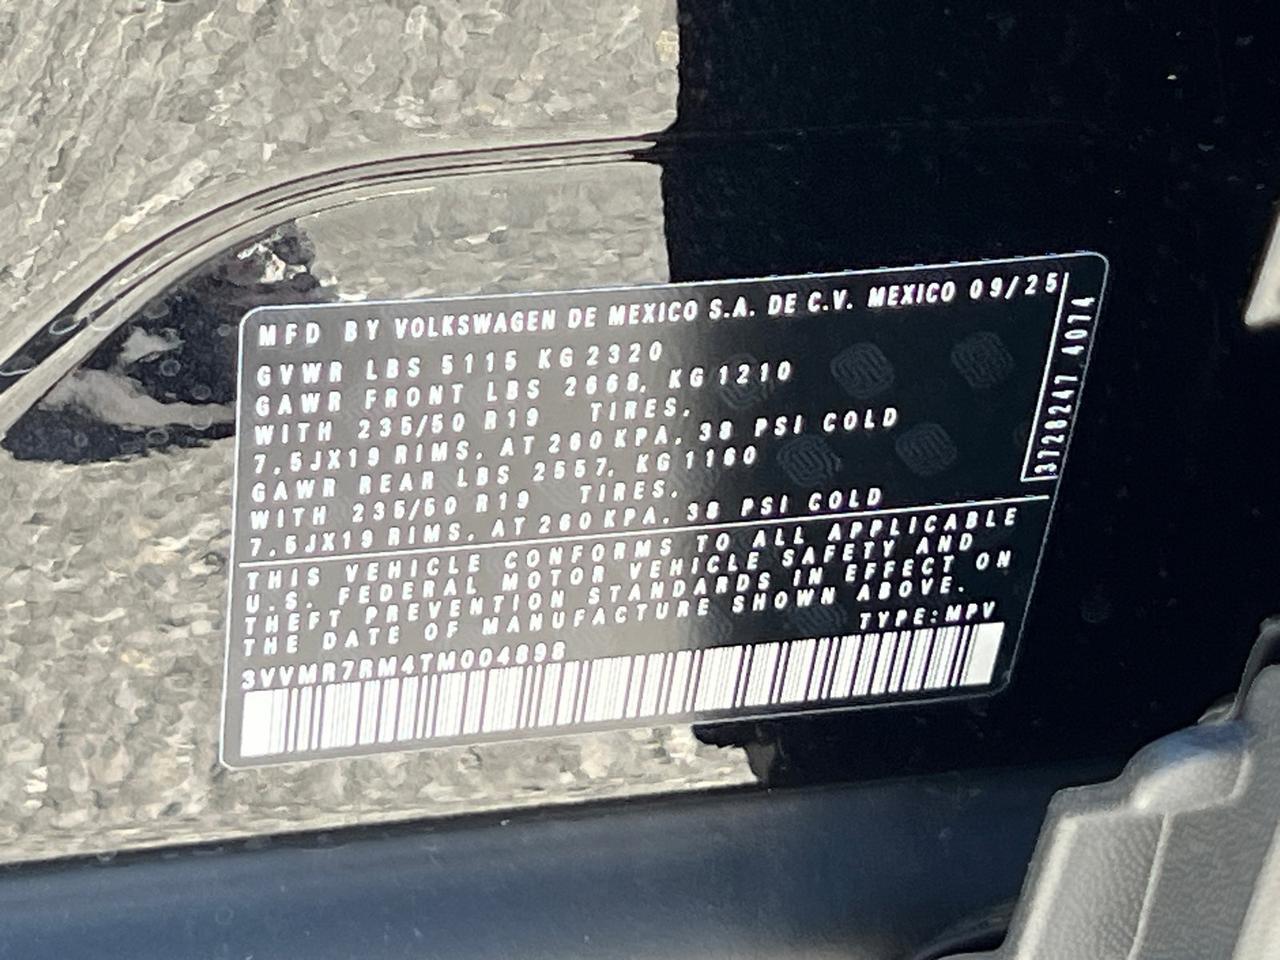 MFD BY VOLKSWAGEN DE MEXICO S.A. DE C.V. MEXICO 09/25
GVWR LBS 5115 KG 2320
GAWR FRONT LBS 2668, KG 1210
WITH 235/50 R19 TIRES,
7.5JX19 RIMS, AT 260 KPA, 38 PSI COLD
GAWR REAR LBS 2557, KG 1160
WITH 235/50 R19 TIRES,
7.5JX19 RIMS, AT 260 KPA, 38 PSI COLD
THIS VEHICLE CONFORMS TO ALL APPLICABLE
U.S. FEDERAL MOTOR VEHICLE SAFETY AND
THEFT PREVENTION STANDARDS IN EFFECT ON
THE DATE OF MANUFACTURE SHOWN ABOVE.
TYPE:MPV
3VVMR7RM4TM004898
3728247 4074